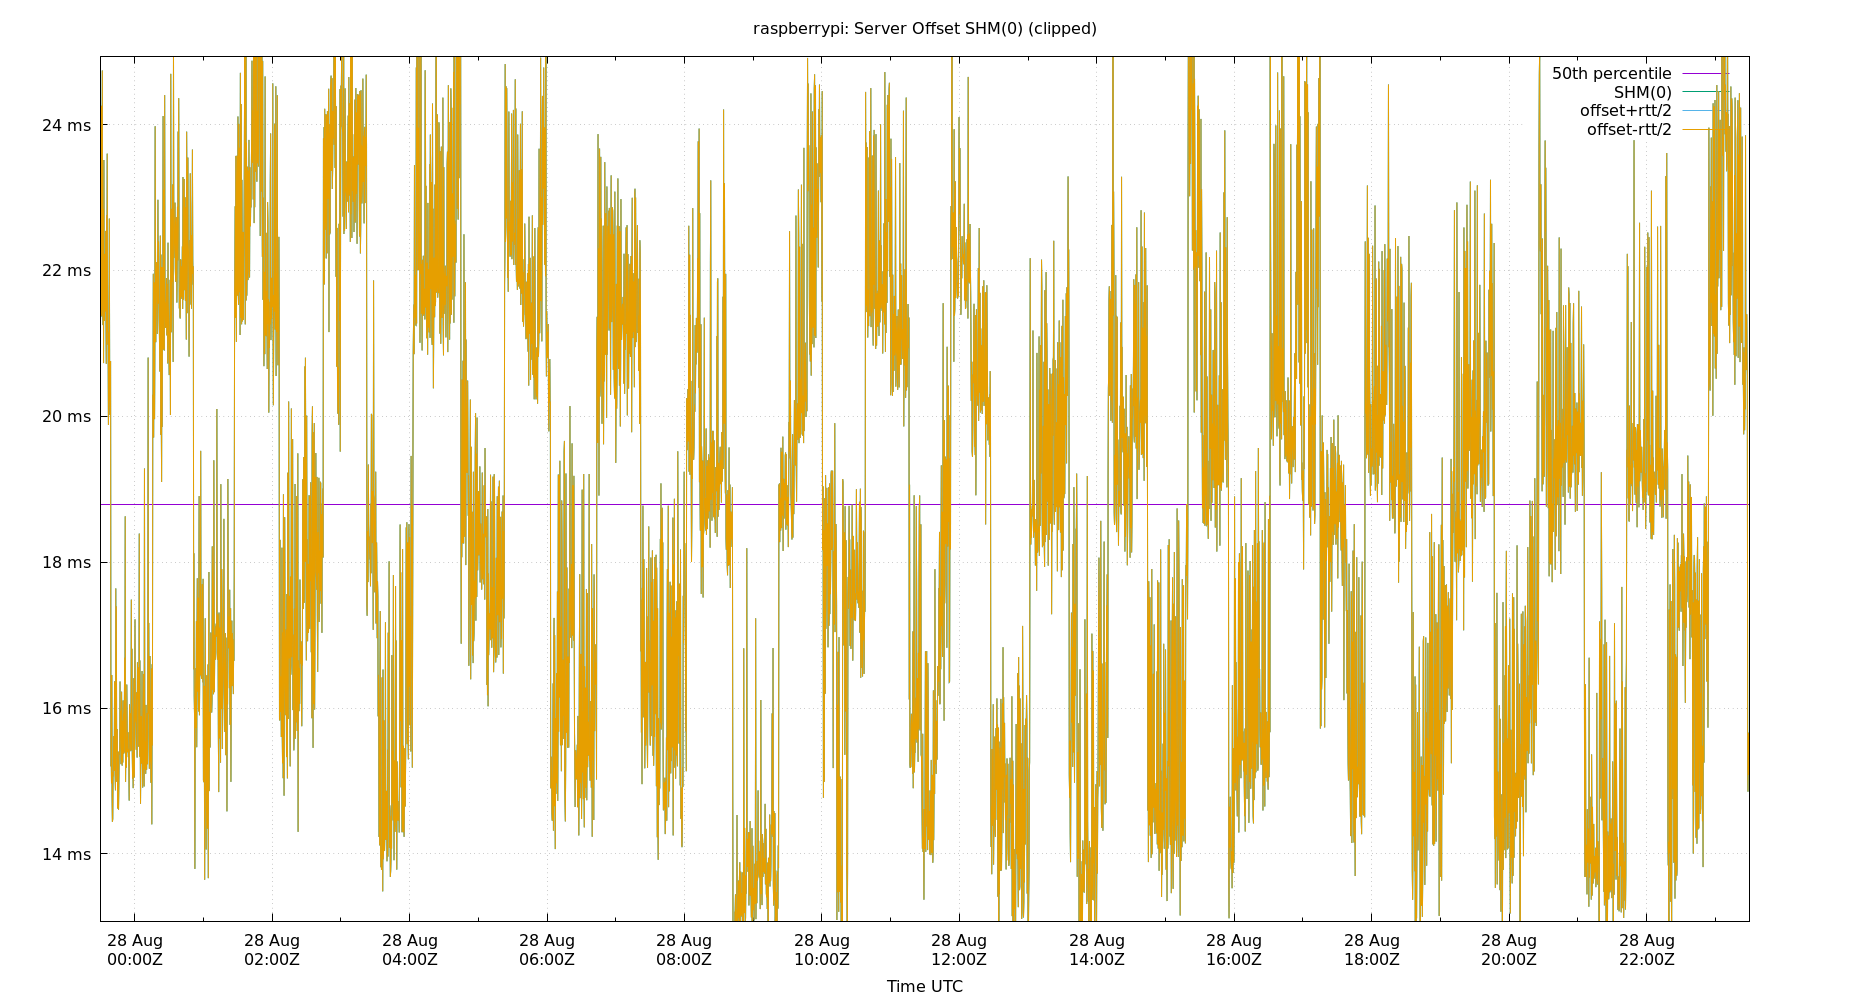 raspberrypi: Server Offset SHM(0) (clipped)
50th percentile
SHM(0)
offset+rtt/2
offset-rtt/2
24 ms
22 ms
20 ms
18 ms
16 ms
14 ms
28 Aug 28 Aug 28 Aug 28 Aug 28 Aug 28 Aug 28 Aug 28 Aug 28 Aug 28 Aug 28 Aug 28 Aug
00:00Z 02:00Z 04:00Z 06:00Z 08:00Z 10:00Z 12:00Z 14:00Z 16:00Z 18:00Z 20:00Z 22:00Z
Time UTC